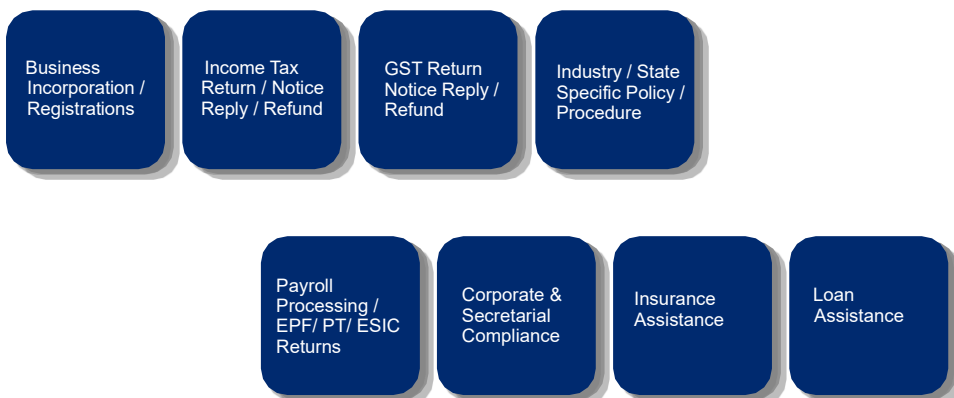 Business
Incorporation /
Registrations
Income Tax
Return / Notice
Reply / Refund
GST Return
Notice Reply /
Refund
Industry / State
Specific Policy /
Procedure
Payroll
Processing /
EPF/ PT/ ESIC
Returns
Corporate &
Secretarial
Compliance
Insurance
Assistance
Loan
Assistance